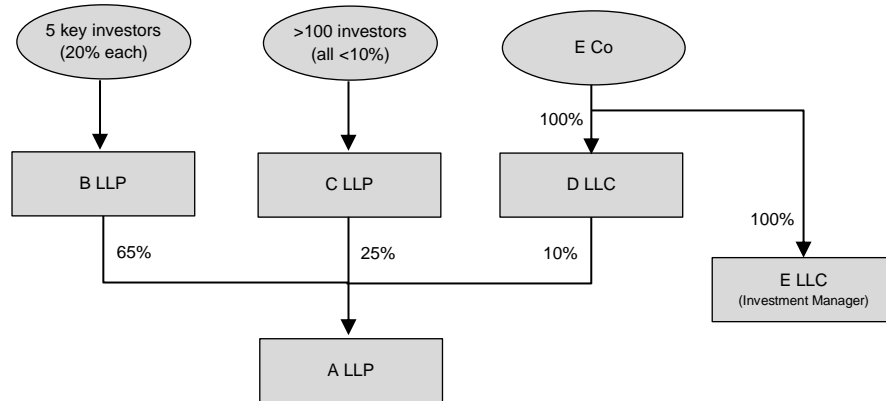 5 key investors
(20% each)
>100 investors
(all <10%)
E Co
100%
B LLP
C LLP
D LLC
100%
65%
25%
10%
E LLC
(Investment Manager)
A LLP